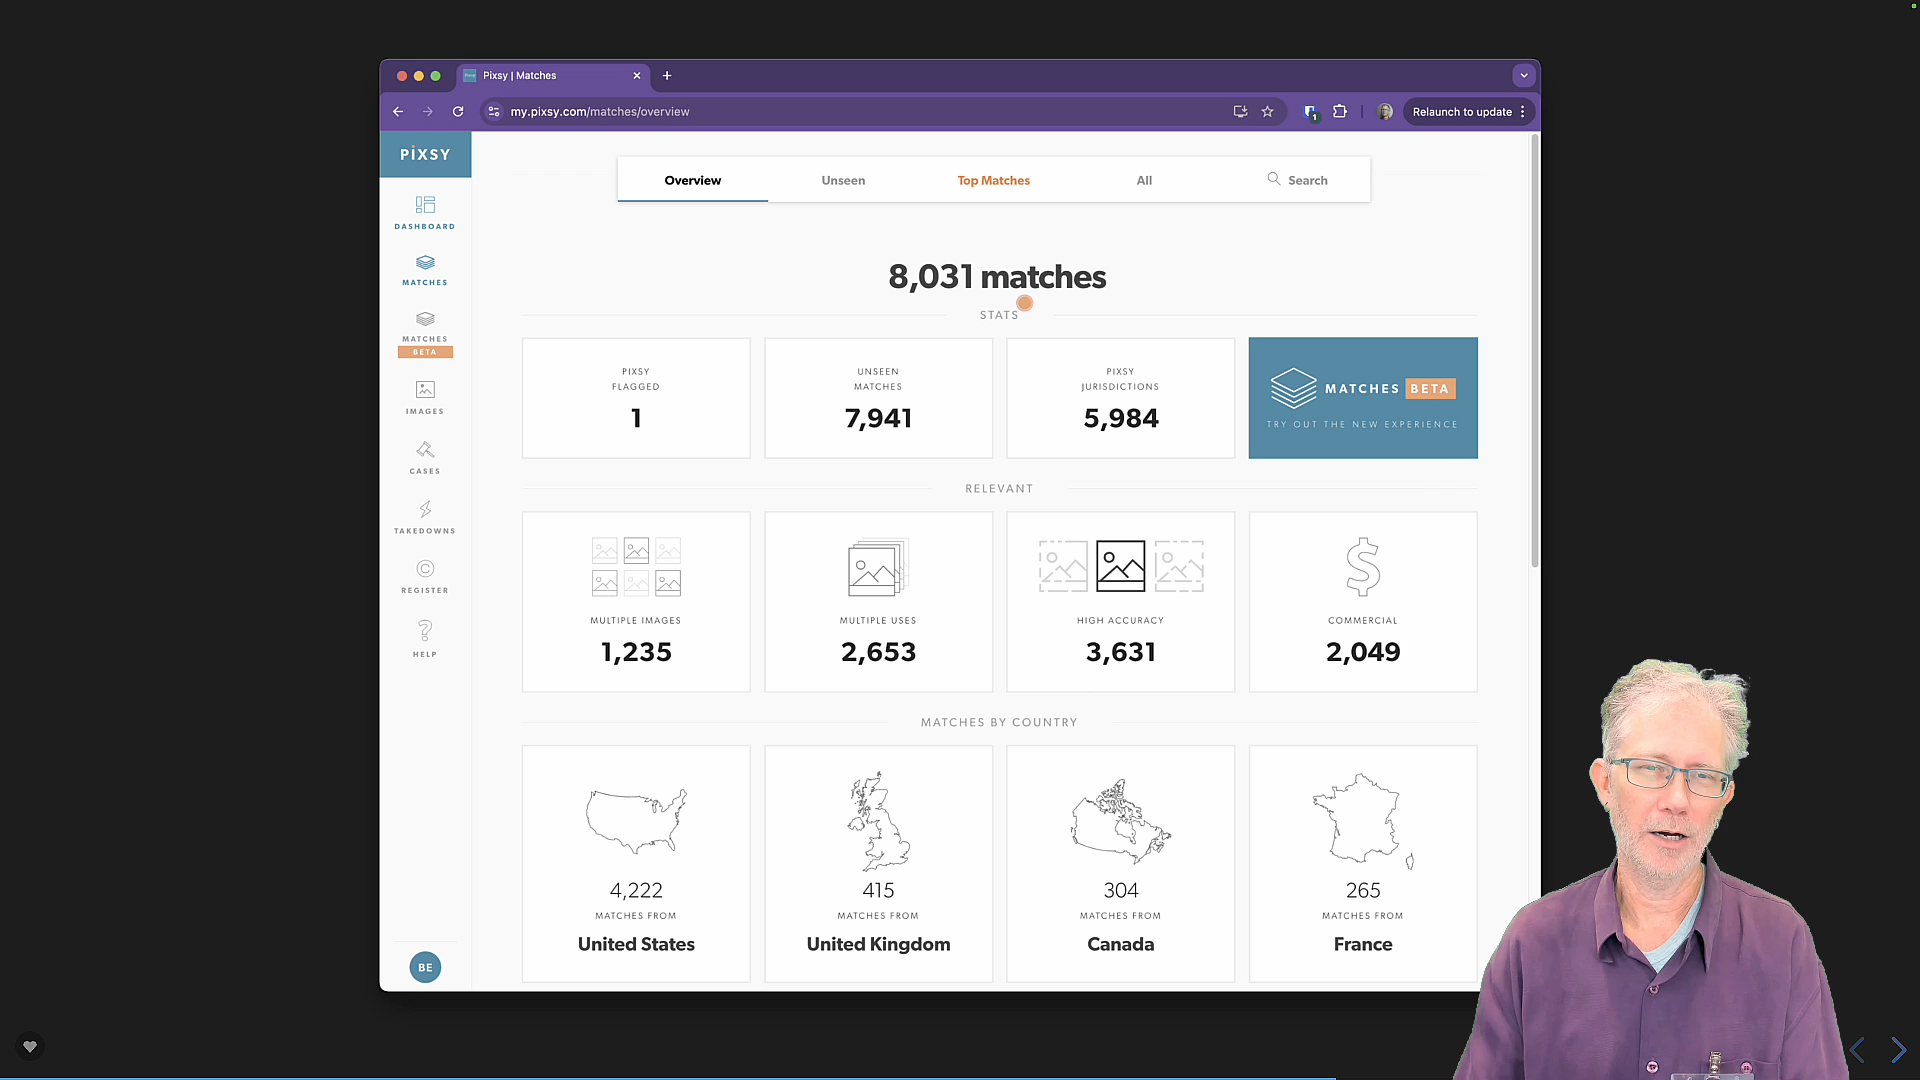 Pixsy | Matches
my.pixsy.com/matches/overview
1
Relaunch to update
PIXSY
Overview
Unseen
Top Matches
All
Search
DASHBOARD
MATCHES
MATCHES
BETA
IMAGES
CASES
TAKEDOWNS
REGISTER
HELP
BE
8,031 matches
STATS
PIXSY
FLAGGED
1
UNSEEN
MATCHES
7,941
PIXSY
JURISDICTIONS
5,984
MATCHES BETA
TRY OUT THE NEW EXPERIENCE
RELEVANT
MULTIPLE IMAGES
1,235
MULTIPLE USES
2,653
HIGH ACCURACY
3,631
COMMERCIAL
2,049
MATCHES BY COUNTRY
4,222
MATCHES FROM
United States
415
MATCHES FROM
United Kingdom
304
MATCHES FROM
Canada
265
MATCHES FROM
France